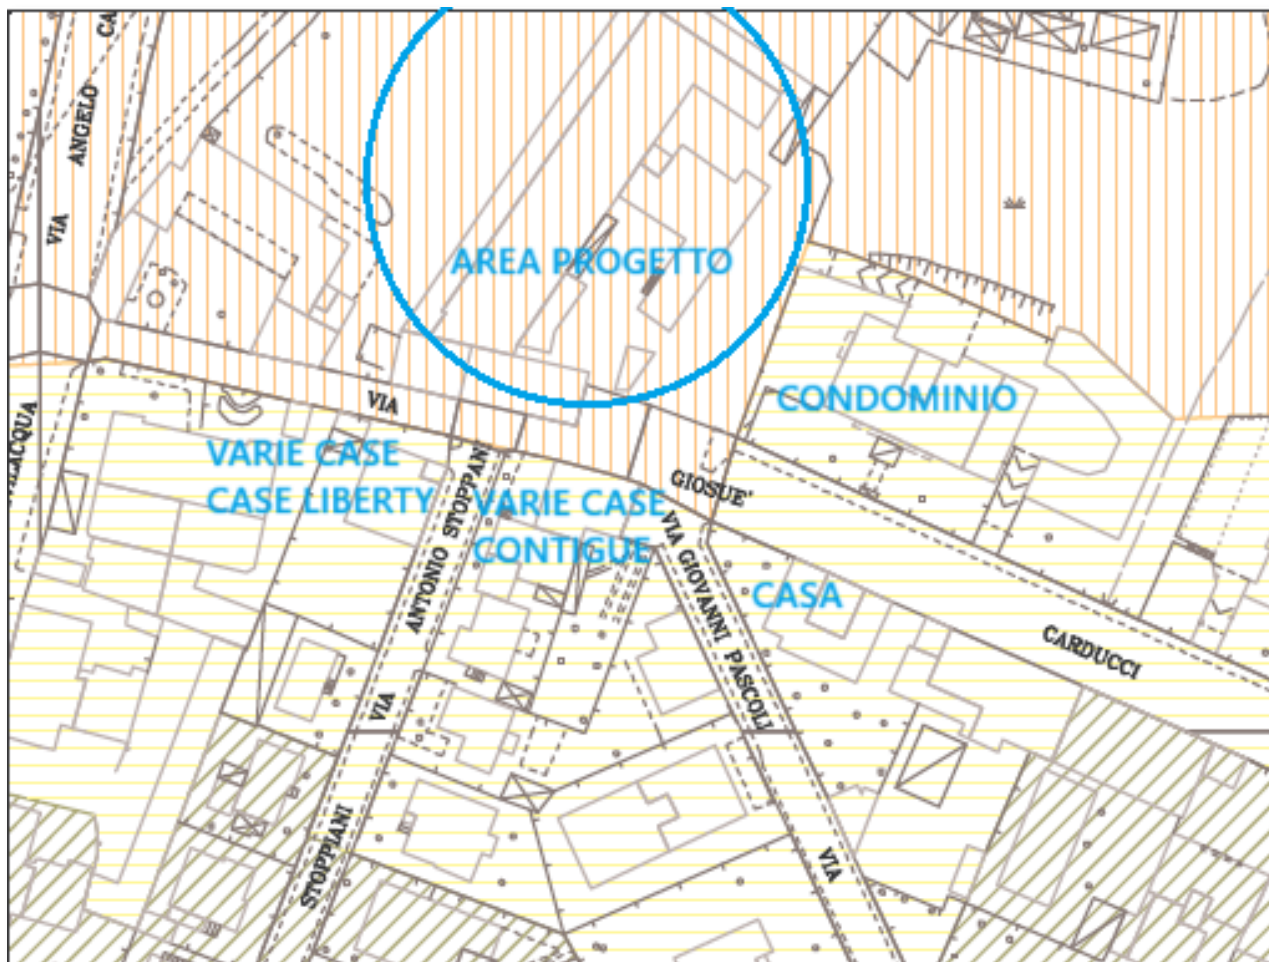 CA
ANGELO
VIA
AREA PROGETTO
CONDOMINIO
VIA
VARIE CASE
CASE LIBERTY
ANTONIO STOPPANI
VARIE CASE
CONTIGUE
GIOSUE'
VIA GIOVANNI PASCOLI
CASA
CARDUCCI
VIA
STOPPIANI
VIA